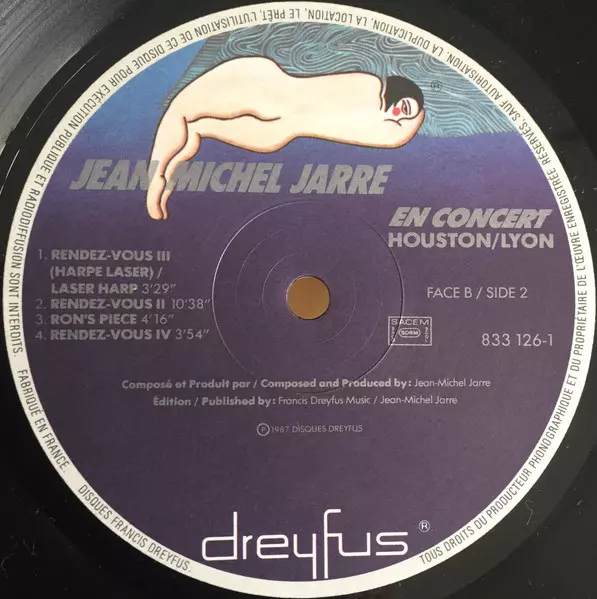 JEAN MICHEL JARRE
EN CONCERT
HOUSTON/LYON
1. RENDEZ-VOUS III
(HARPE LASER) /
LASER HARP 3'29"
2. RENDEZ-VOUS II 10'38"
3. RON'S PIECE 4'16"
4. RENDEZ-VOUS IV 3'54"
FACE B / SIDE 2
SACEM
SDRM
833 126-1
Composé et Produit par / Composed and Produced by: Jean-Michel Jarre
Édition / Published by: Francis Dreyfus Music / Jean-Michel Jarre
Ⓟ 1987 DISQUES DREYFUS
dreyfus®
TOUS DROITS DU PRODUCTEUR PHONOGRAPHIQUE ET DU PROPRIÉTAIRE DE L'ŒUVRE ENREGISTRÉE RÉSERVÉS. SAUF AUTORISATION, LA DUPLICATION, LA LOCATION, LE PRÊT, L'UTILISATION DE CE DISQUE POUR EXÉCUTION PUBLIQUE ET RADIODIFFUSION SONT INTERDITS. FABRIQUÉ EN FRANCE. DISQUES FRANCIS DREYFUS.
®